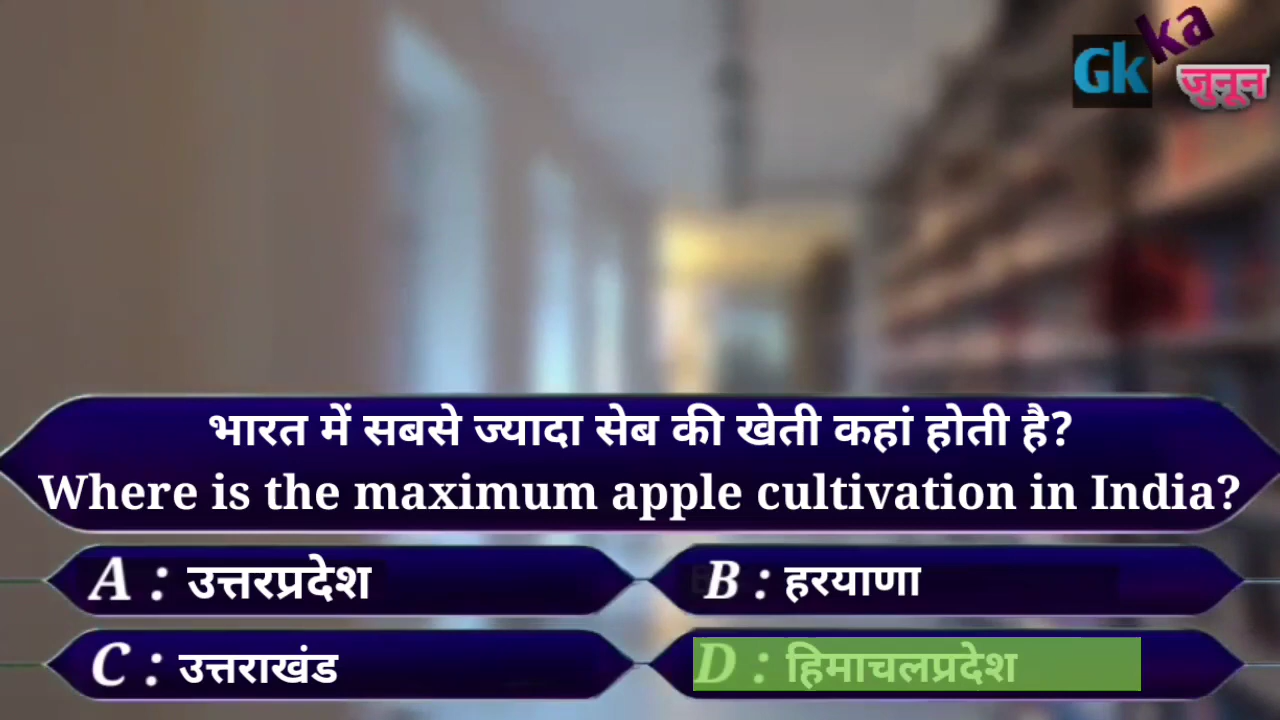 Gk ka
जुनून
भारत में सबसे ज्यादा सेब की खेती कहां होती है?
Where is the maximum apple cultivation in India?
A : उत्तरप्रदेश
B : हरयाणा
C : उत्तराखंड
D : हिमाचलप्रदेश